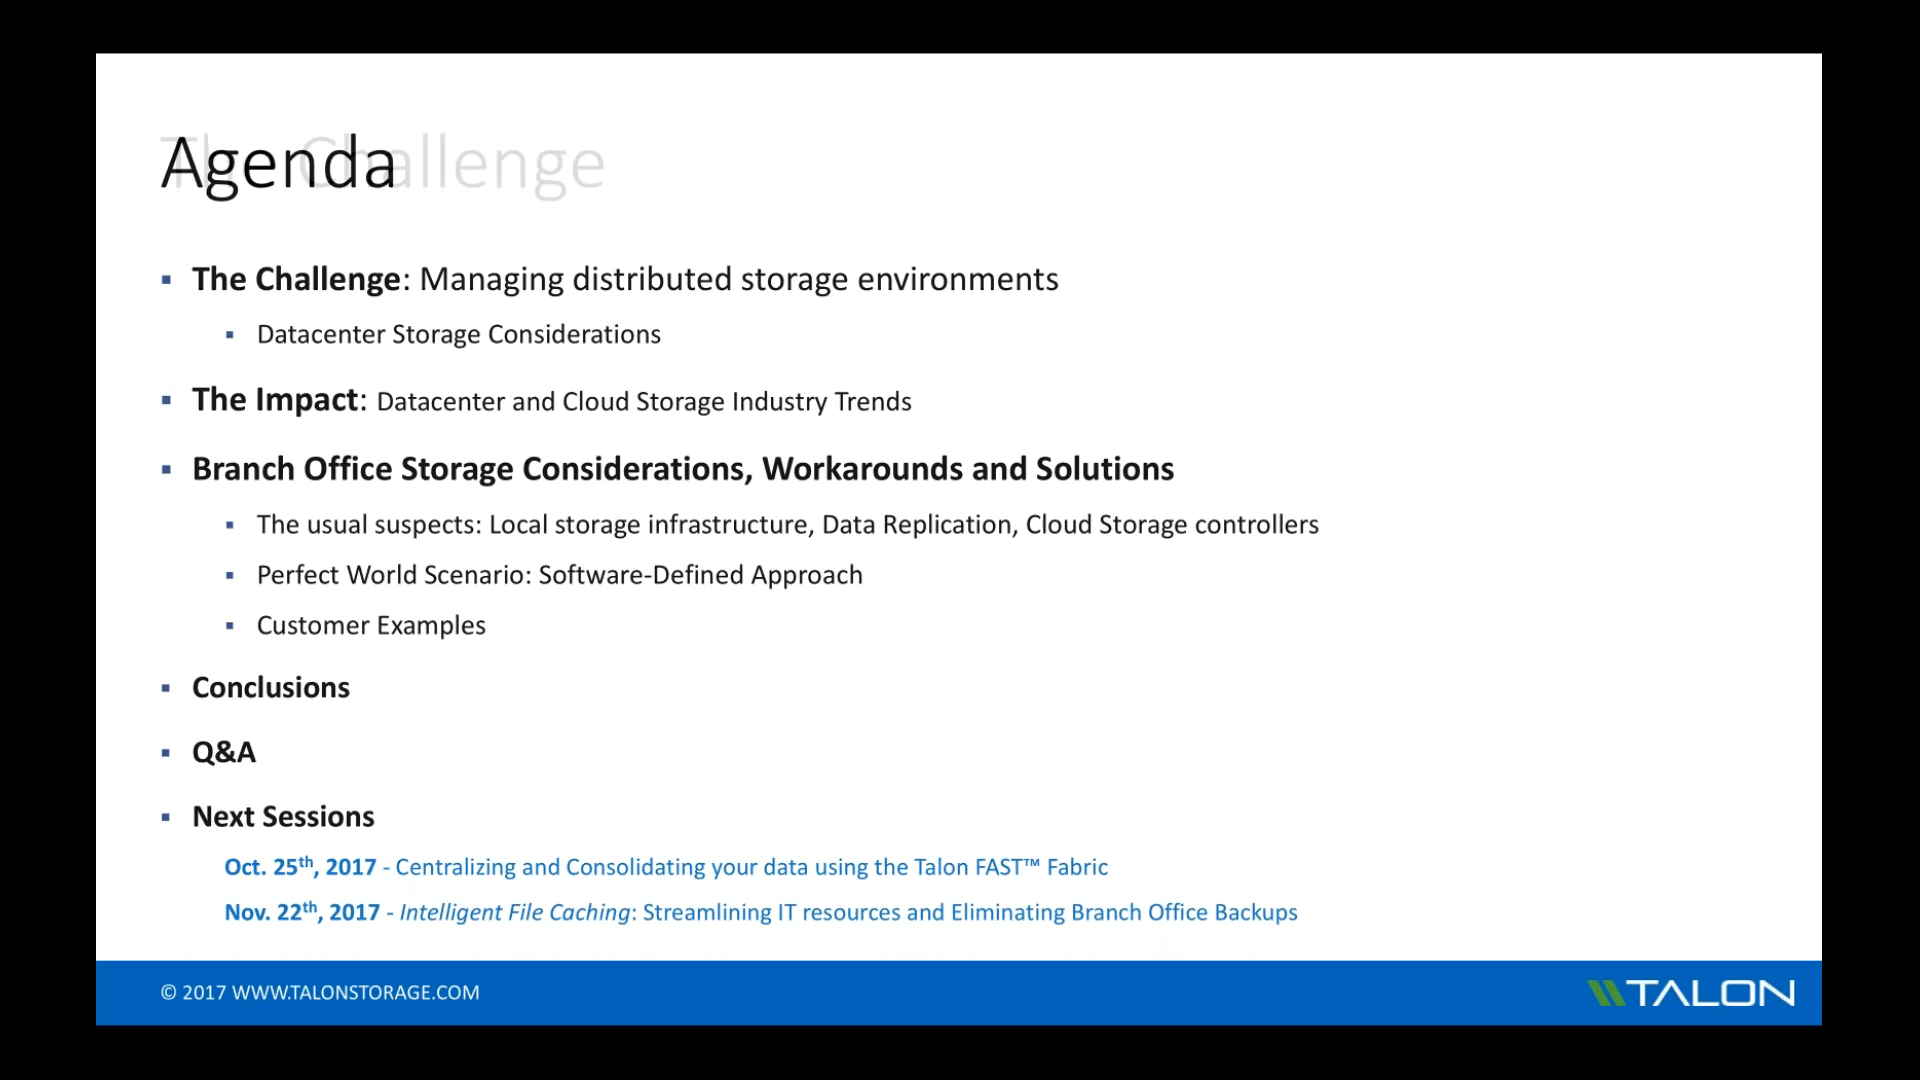 Agenda
The Challenge
▪ The Challenge: Managing distributed storage environments
▪ Datacenter Storage Considerations
▪ The Impact: Datacenter and Cloud Storage Industry Trends
▪ Branch Office Storage Considerations, Workarounds and Solutions
▪ The usual suspects: Local storage infrastructure, Data Replication, Cloud Storage controllers
▪ Perfect World Scenario: Software-Defined Approach
▪ Customer Examples
▪ Conclusions
▪ Q&A
▪ Next Sessions
Oct. 25th, 2017 - Centralizing and Consolidating your data using the Talon FAST™ Fabric
Nov. 22th, 2017 - Intelligent File Caching: Streamlining IT resources and Eliminating Branch Office Backups
© 2017 WWW.TALONSTORAGE.COM
TALON